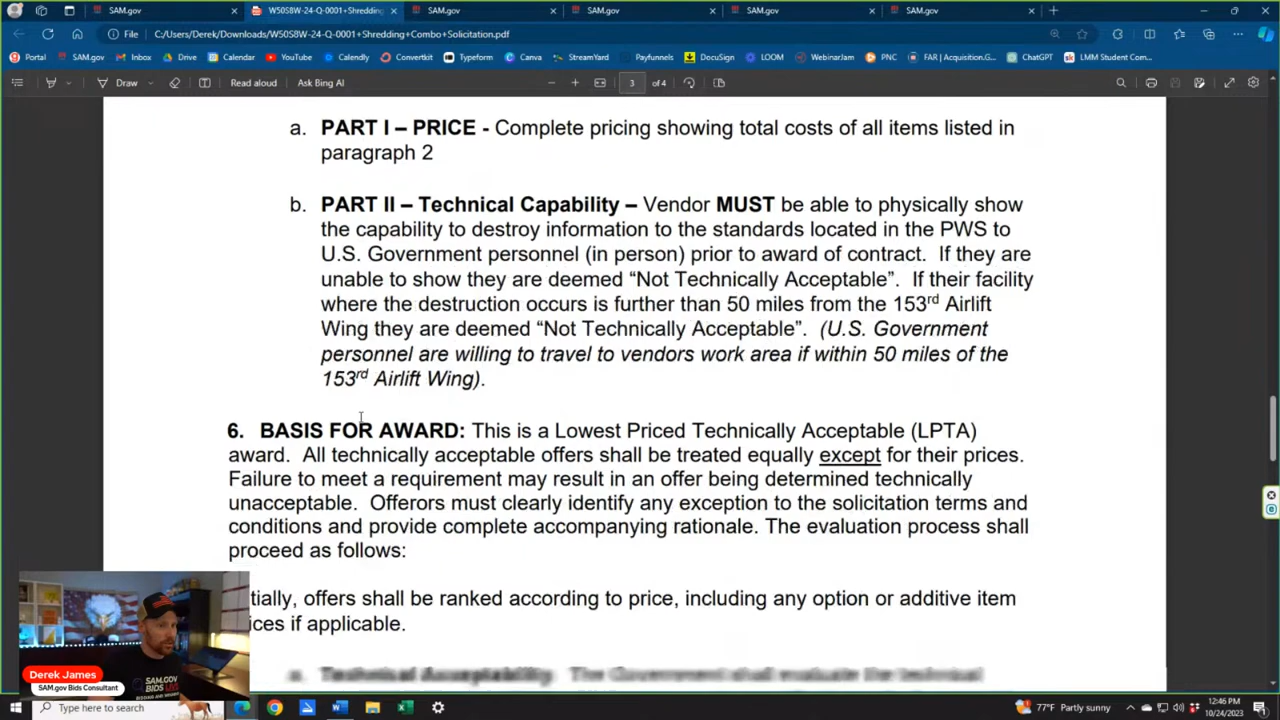 SAM.gov
W50S8W-24-Q-0001+Shredding
SAM.gov
SAM.gov
SAM.gov
SAM.gov
File C:/Users/Derek/Downloads/W50S8W-24-Q-0001+Shredding+Combo+Solicitation.pdf
Portal SAM.gov Inbox Drive Calendar YouTube Calendly Convertkit Typeform Canva StreamYard Payfunnels DocuSign LOOM WebinarJam PNC FAR | Acquisition.G... ChatGPT LMM Student Com...
Draw Read aloud Ask Bing AI 3 of 4
a. PART I – PRICE - Complete pricing showing total costs of all items listed in
paragraph 2
b. PART II – Technical Capability – Vendor MUST be able to physically show
the capability to destroy information to the standards located in the PWS to
U.S. Government personnel (in person) prior to award of contract. If they are
unable to show they are deemed “Not Technically Acceptable”. If their facility
where the destruction occurs is further than 50 miles from the 153rd Airlift
Wing they are deemed “Not Technically Acceptable”. (U.S. Government
personnel are willing to travel to vendors work area if within 50 miles of the
153rd Airlift Wing).
6. BASIS FOR AWARD: This is a Lowest Priced Technically Acceptable (LPTA)
award. All technically acceptable offers shall be treated equally except for their prices.
Failure to meet a requirement may result in an offer being determined technically
unacceptable. Offerors must clearly identify any exception to the solicitation terms and
conditions and provide complete accompanying rationale. The evaluation process shall
proceed as follows:
tially, offers shall be ranked according to price, including any option or additive item
ices if applicable.
a. Technical Acceptability. The Government shall evaluate the technical
SAM.GOV
BIDS LIVE
Derek James
SAM.gov Bids Consultant
Type here to search
77°F Partly sunny
12:46 PM
10/24/2023